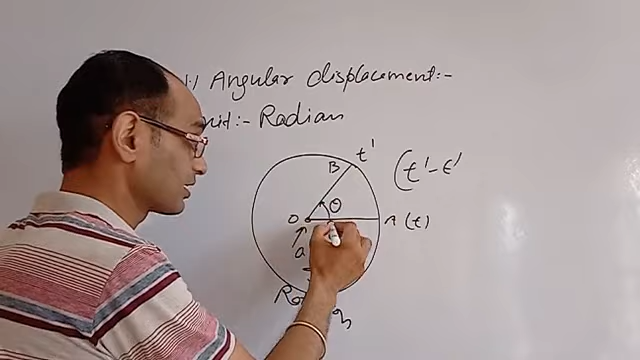 Angular displacement:-
Radian
B t'
(t'-t'
θ
O A (t)
a